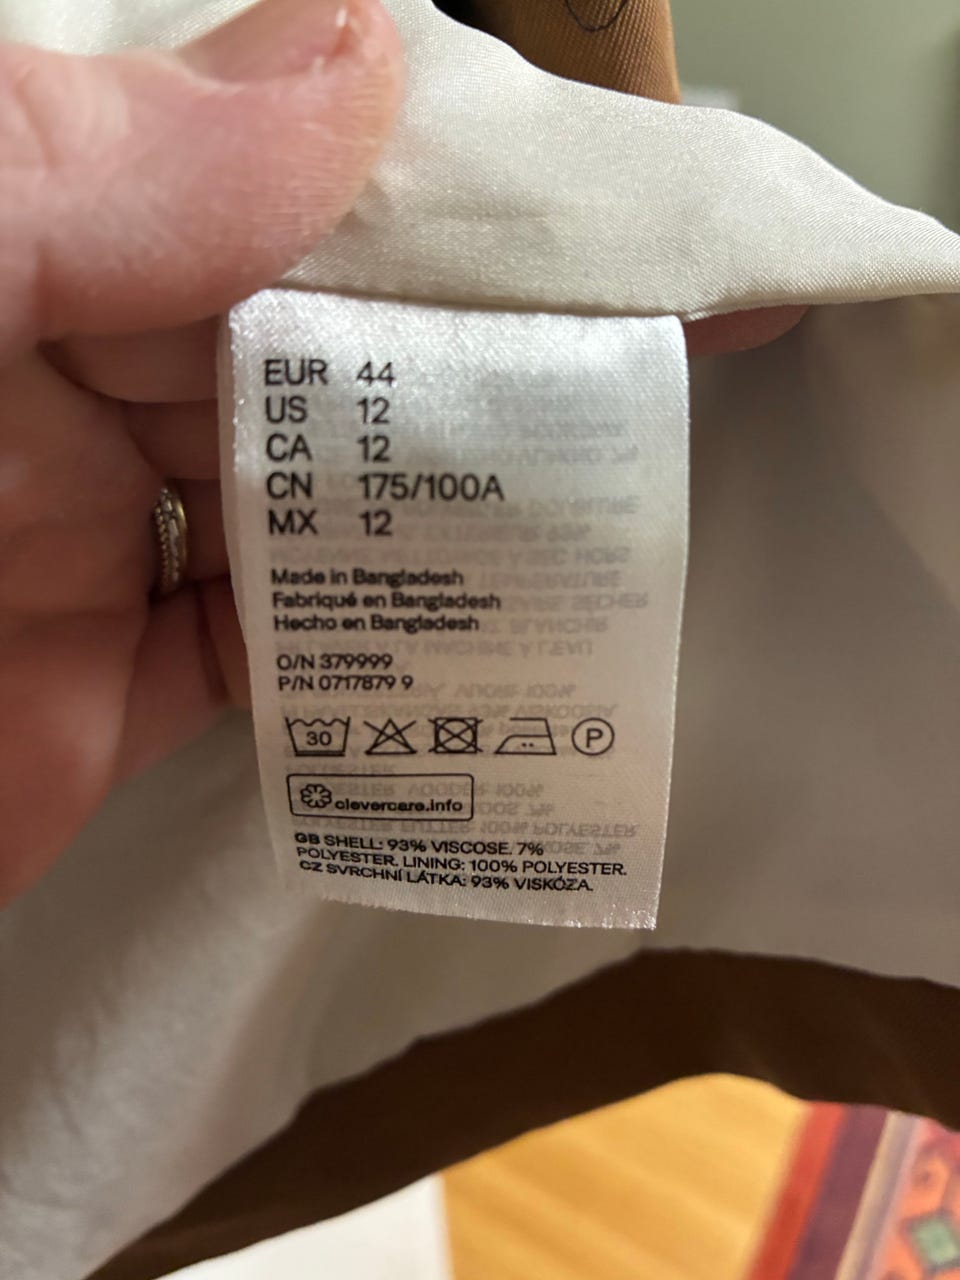 EUR 44
US 12
CA 12
CN 175/100A
MX 12
Made in Bangladesh
Fabriqué en Bangladesh
Hecho en Bangladesh
O/N 379999
P/N 0717879 9
30 P
clevercare.info
GB SHELL: 93% VISCOSE. 7%
POLYESTER. LINING: 100% POLYESTER.
CZ SVRCHNÍ LÁTKA: 93% VISKÓZA.